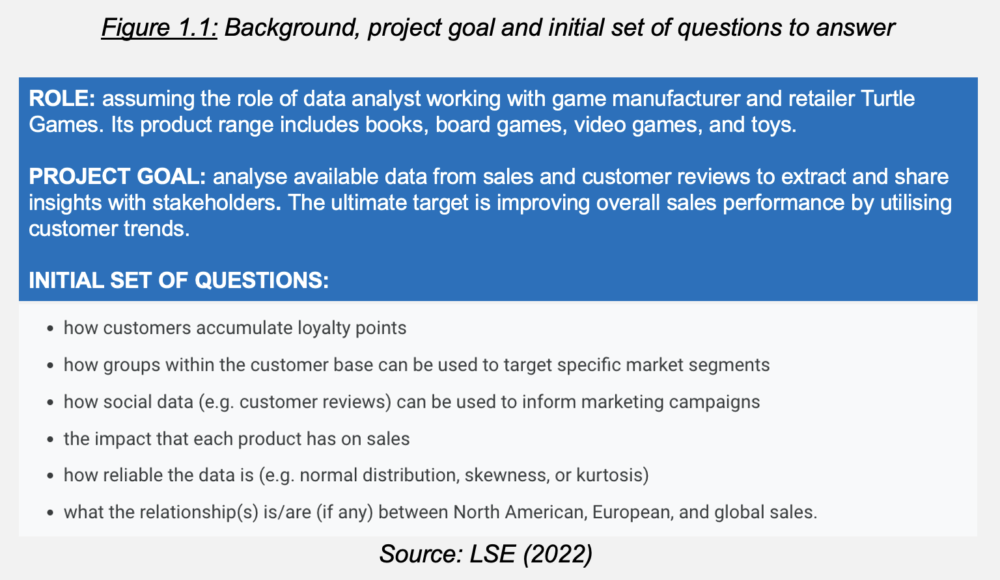 Figure 1.1: Background, project goal and initial set of questions to answer
ROLE: assuming the role of data analyst working with game manufacturer and retailer Turtle
Games. Its product range includes books, board games, video games, and toys.
PROJECT GOAL: analyse available data from sales and customer reviews to extract and share
insights with stakeholders. The ultimate target is improving overall sales performance by utilising
customer trends.
INITIAL SET OF QUESTIONS:
• how customers accumulate loyalty points
• how groups within the customer base can be used to target specific market segments
• how social data (e.g. customer reviews) can be used to inform marketing campaigns
• the impact that each product has on sales
• how reliable the data is (e.g. normal distribution, skewness, or kurtosis)
• what the relationship(s) is/are (if any) between North American, European, and global sales.
Source: LSE (2022)